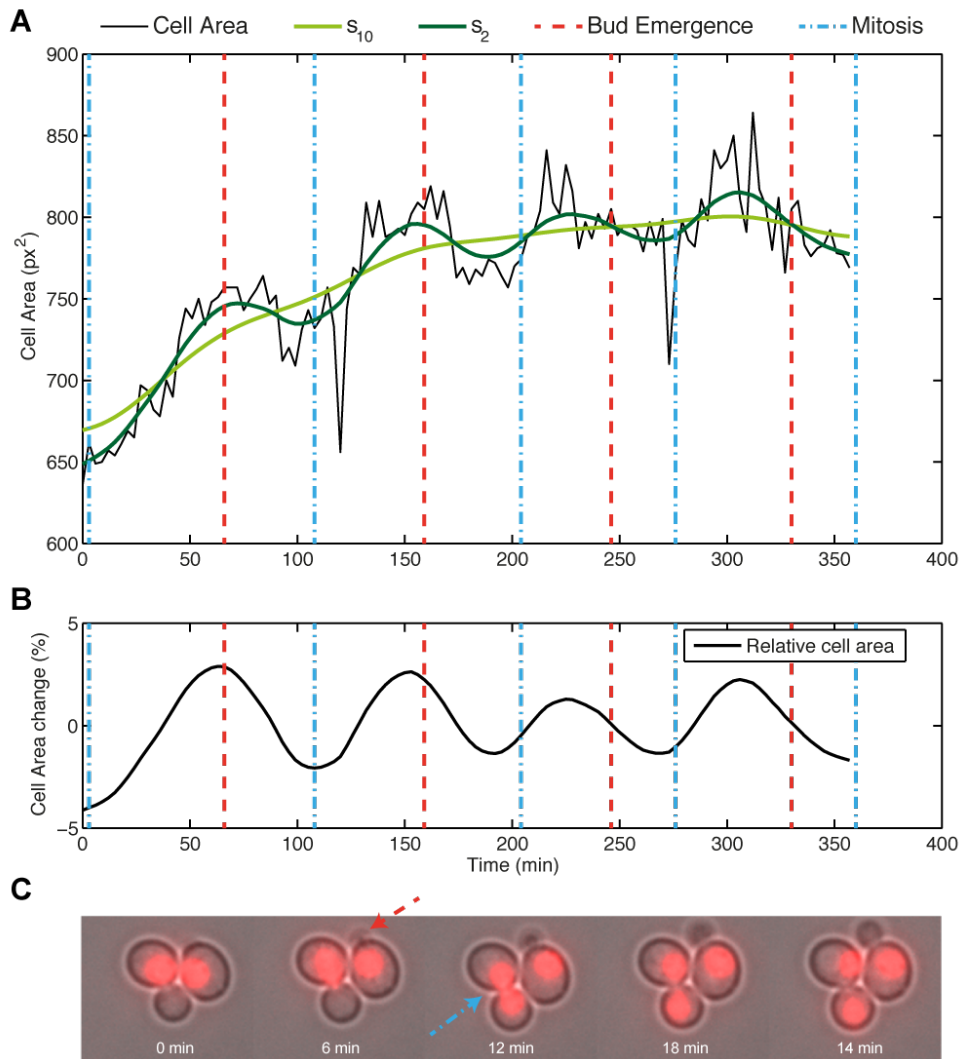 A
Cell Area s10 s2 Bud Emergence Mitosis
900
850
800
750
700
650
600
Cell Area (px2)
0 50 100 150 200 250 300 350 400
B
5
0
−5
Cell Area change (%)
Relative cell area
0 50 100 150 200 250 300 350 400
Time (min)
C
0 min 6 min 12 min 18 min 14 min